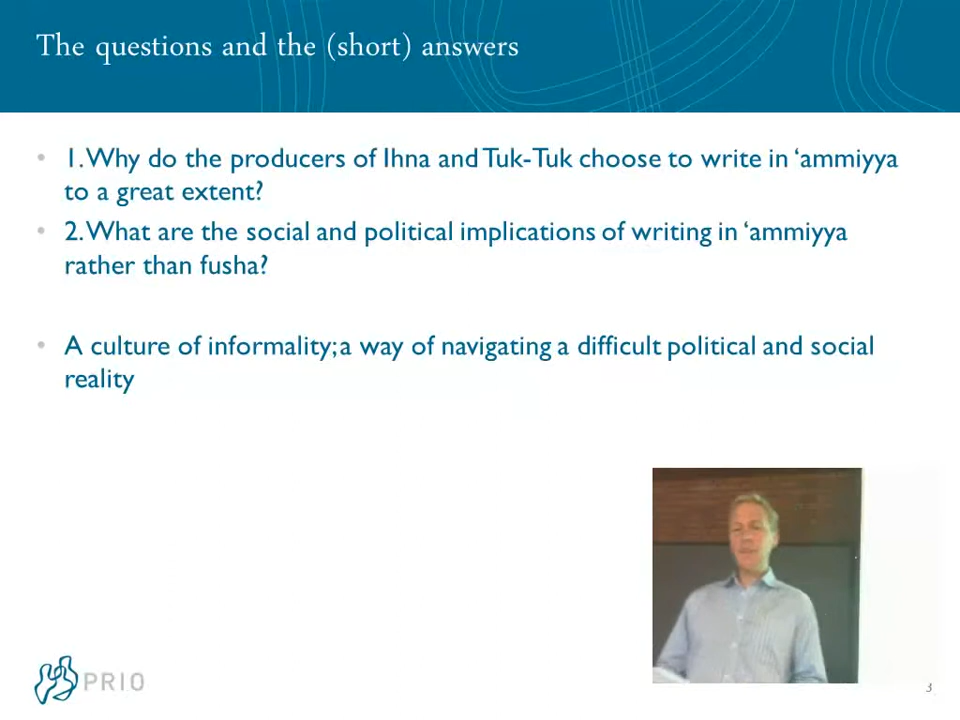 The questions and the (short) answers
• 1. Why do the producers of Ihna and Tuk-Tuk choose to write in ‘ammiyya
to a great extent?
• 2. What are the social and political implications of writing in ‘ammiyya
rather than fusha?
• A culture of informality; a way of navigating a difficult political and social
reality
PRIO
3